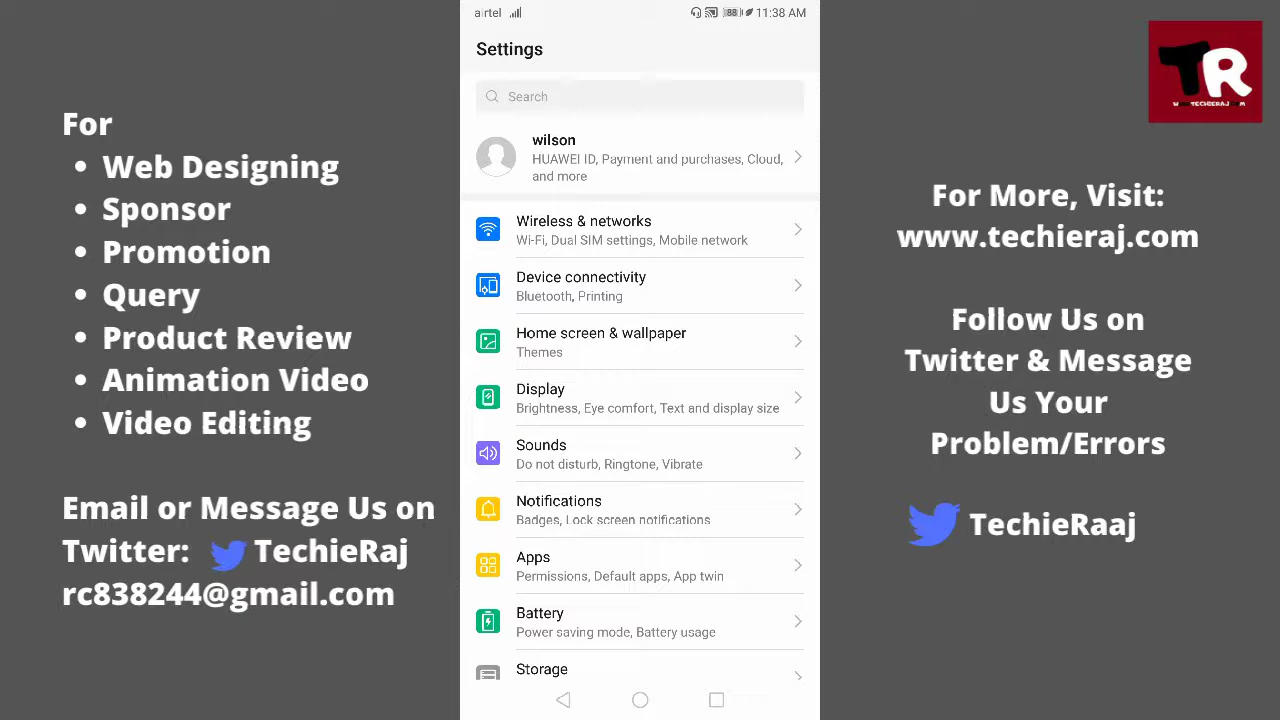 For
• Web Designing
• Sponsor
• Promotion
• Query
• Product Review
• Animation Video
• Video Editing
Email or Message Us on
Twitter: TechieRaj
rc838244@gmail.com
airtel 88 11:38 AM
Settings
Search
wilson
HUAWEI ID, Payment and purchases, Cloud,
and more
Wireless & networks
Wi-Fi, Dual SIM settings, Mobile network
Device connectivity
Bluetooth, Printing
Home screen & wallpaper
Themes
Display
Brightness, Eye comfort, Text and display size
Sounds
Do not disturb, Ringtone, Vibrate
Notifications
Badges, Lock screen notifications
Apps
Permissions, Default apps, App twin
Battery
Power saving mode, Battery usage
Storage
TR
For More, Visit:
www.techieraj.com
Follow Us on
Twitter & Message
Us Your
Problem/Errors
TechieRaaj